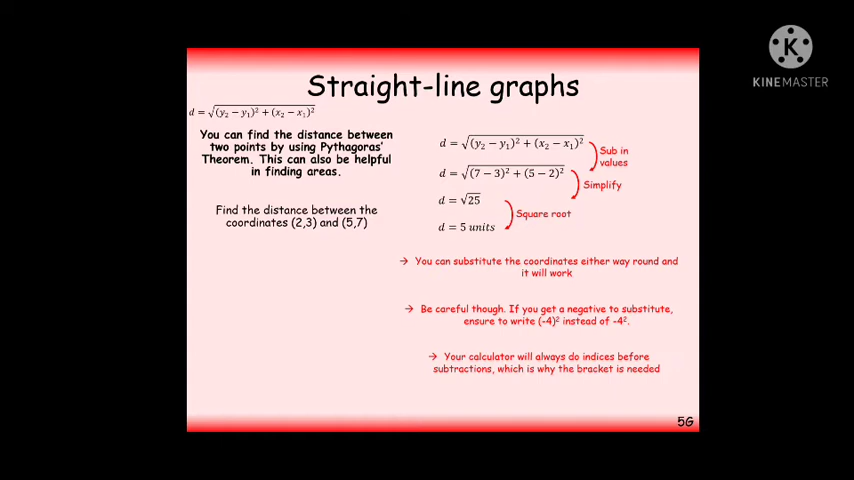 K
KINEMASTER
Straight-line graphs
d = √(y₂ − y₁)² + (x₂ − x₁)²
You can find the distance between
two points by using Pythagoras'
Theorem. This can also be helpful
in finding areas.
Find the distance between the
coordinates (2,3) and (5,7)
d = √(y₂ − y₁)² + (x₂ − x₁)²
Sub in
values
d = √(7 − 3)² + (5 − 2)²
Simplify
d = √25
Square root
d = 5 units
→ You can substitute the coordinates either way round and
it will work
→ Be careful though. If you get a negative to substitute,
ensure to write (-4)² instead of -4².
→ Your calculator will always do indices before
subtractions, which is why the bracket is needed
5G